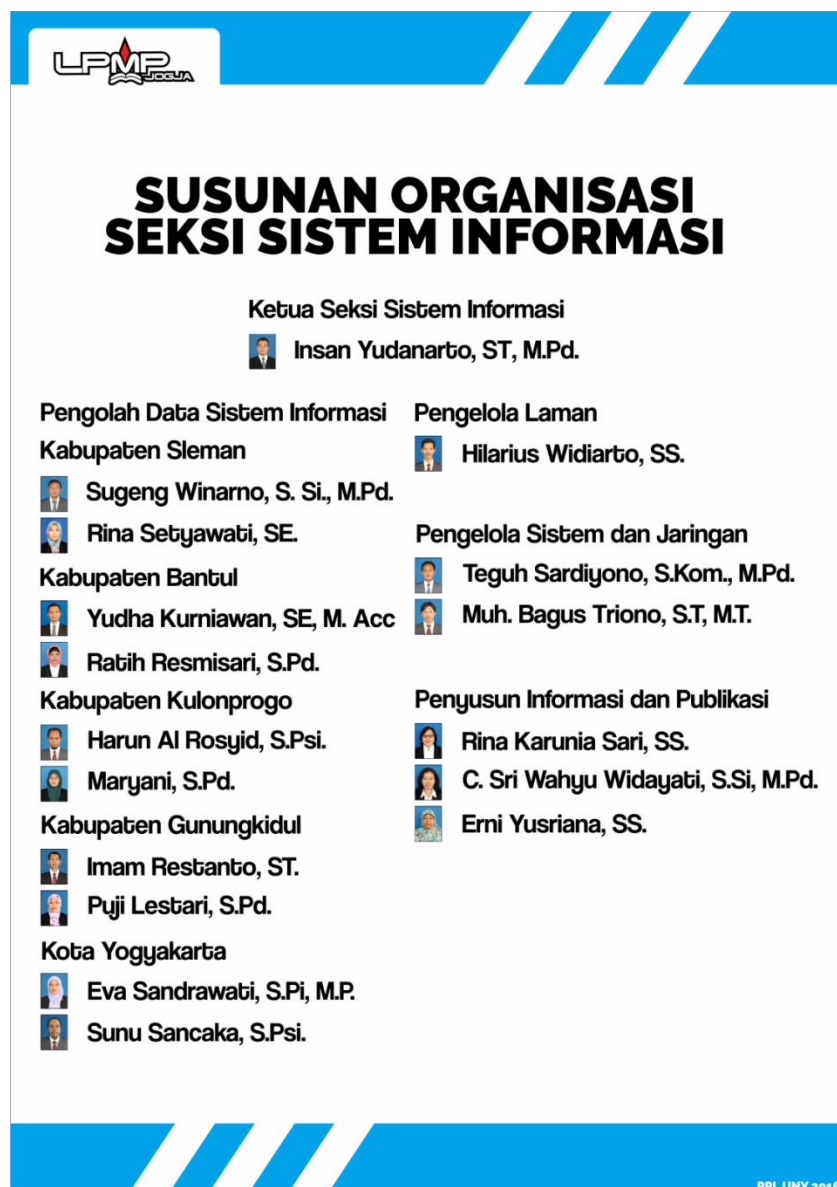 LPMP
JOGJA
SUSUNAN ORGANISASI
SEKSI SISTEM INFORMASI
Ketua Seksi Sistem Informasi
Insan Yudanarto, ST, M.Pd.
Pengolah Data Sistem Informasi
Kabupaten Sleman
Sugeng Winarno, S. Si., M.Pd.
Rina Setyawati, SE.
Kabupaten Bantul
Yudha Kurniawan, SE, M. Acc
Ratih Resmisari, S.Pd.
Kabupaten Kulonprogo
Harun Al Rosyid, S.Psi.
Maryani, S.Pd.
Kabupaten Gunungkidul
Imam Restanto, ST.
Puji Lestari, S.Pd.
Kota Yogyakarta
Eva Sandrawati, S.Pi, M.P.
Sunu Sancaka, S.Psi.
Pengelola Laman
Hilarius Widiarto, SS.
Pengelola Sistem dan Jaringan
Teguh Sardiyono, S.Kom., M.Pd.
Muh. Bagus Triono, S.T, M.T.
Penyusun Informasi dan Publikasi
Rina Karunia Sari, SS.
C. Sri Wahyu Widayati, S.Si, M.Pd.
Erni Yusriana, SS.
PPL UNY